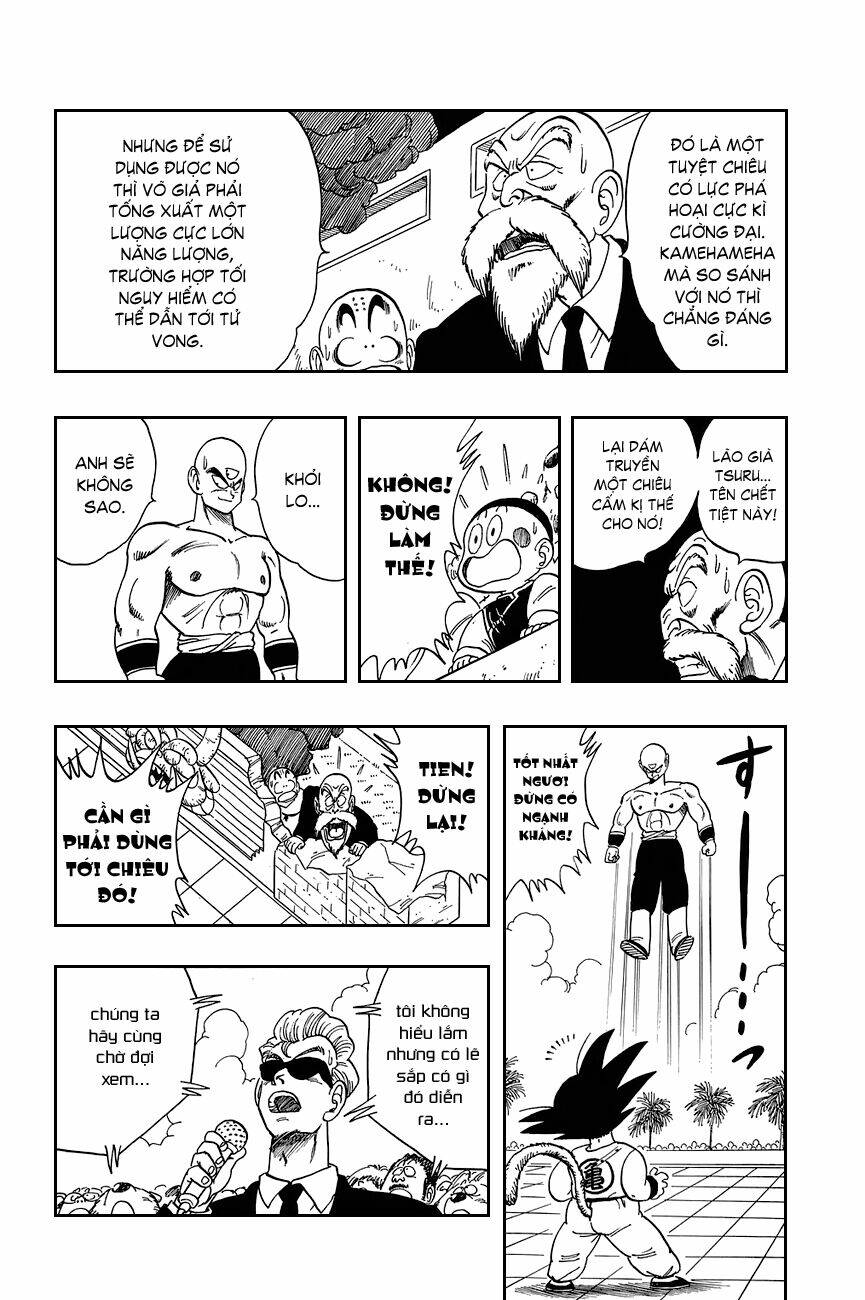 ĐÓ LÀ MỘT
TUYỆT CHIÊU
CÓ LỰC PHÁ
HOẠI CỰC KÌ
CƯỜNG ĐẠI.
KAMEHAMEHA
MÀ SO SÁNH
VỚI NÓ THÌ
CHẲNG ĐÁNG
GÌ.
NHƯNG ĐỂ SỬ
DỤNG ĐƯỢC NÓ
THÌ VÕ GIẢ PHẢI
TỐNG XUẤT MỘT
LƯỢNG CỰC LỚN
NĂNG LƯỢNG,
TRƯỜNG HỢP TỐI
NGUY HIỂM CÓ
THỂ DẪN TỚI TỬ
VONG.
LÃO GIÀ
TSURU...
TÊN CHẾT
TIỆT NÀY!
LẠI DÁM
TRUYỀN
MỘT CHIÊU
CẤM KỊ THẾ
CHO NÓ!
KHÔNG!
ĐỪNG
LÀM
THẾ!
KHỎI
LO...
ANH SẼ
KHÔNG
SAO.
すーー…‥
TỐT NHẤT
NGƯƠI
ĐỪNG CÓ
NGẠNH
KHÁNG!
亀
TIEN!
DỪNG
LẠI!
CẦN GÌ
PHẢI DÙNG
TỚI CHIÊU
ĐÓ!
tôi không
hiểu lắm
nhưng có lẽ
sắp có gì
đó diễn
ra...
chúng ta
hãy cùng
chờ đợi
xem...